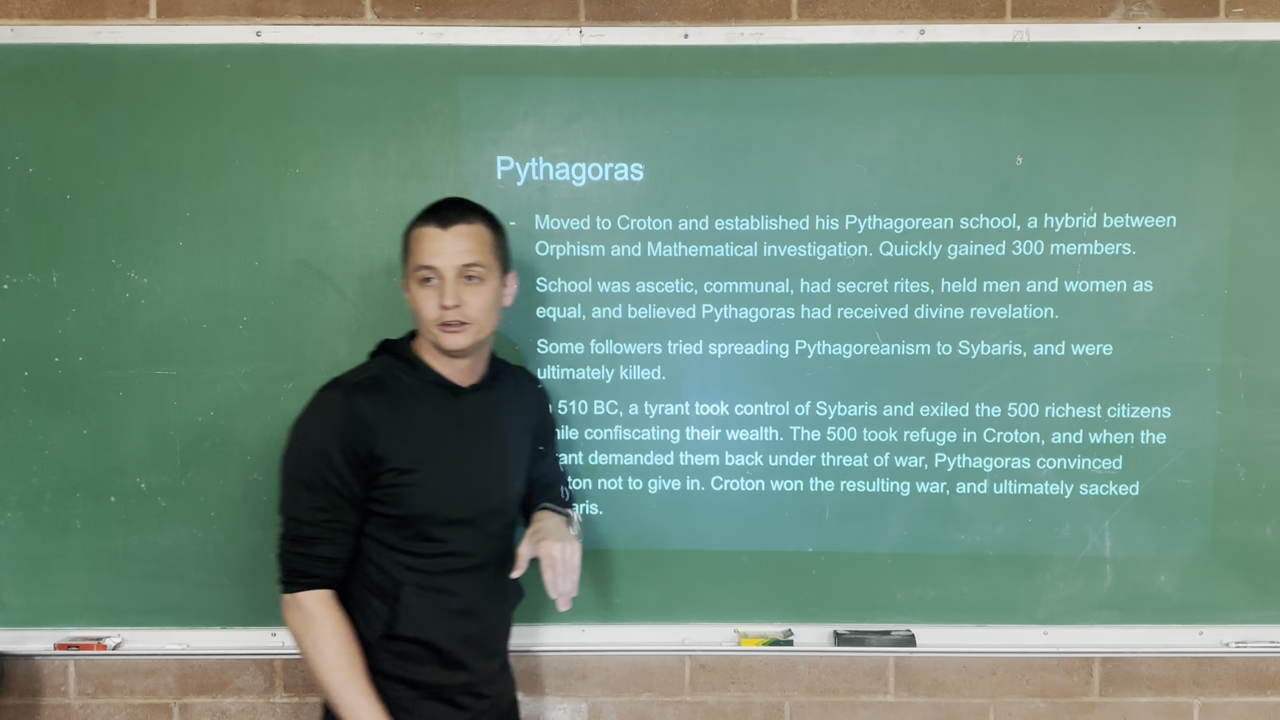 Pythagoras
- Moved to Croton and established his Pythagorean school, a hybrid between
Orphism and Mathematical investigation. Quickly gained 300 members.
School was ascetic, communal, had secret rites, held men and women as
equal, and believed Pythagoras had received divine revelation.
Some followers tried spreading Pythagoreanism to Sybaris, and were
ultimately killed.
510 BC, a tyrant took control of Sybaris and exiled the 500 richest citizens
confiscating their wealth. The 500 took refuge in Croton, and when the
demanded them back under threat of war, Pythagoras convinced
not to give in. Croton won the resulting war, and ultimately sacked